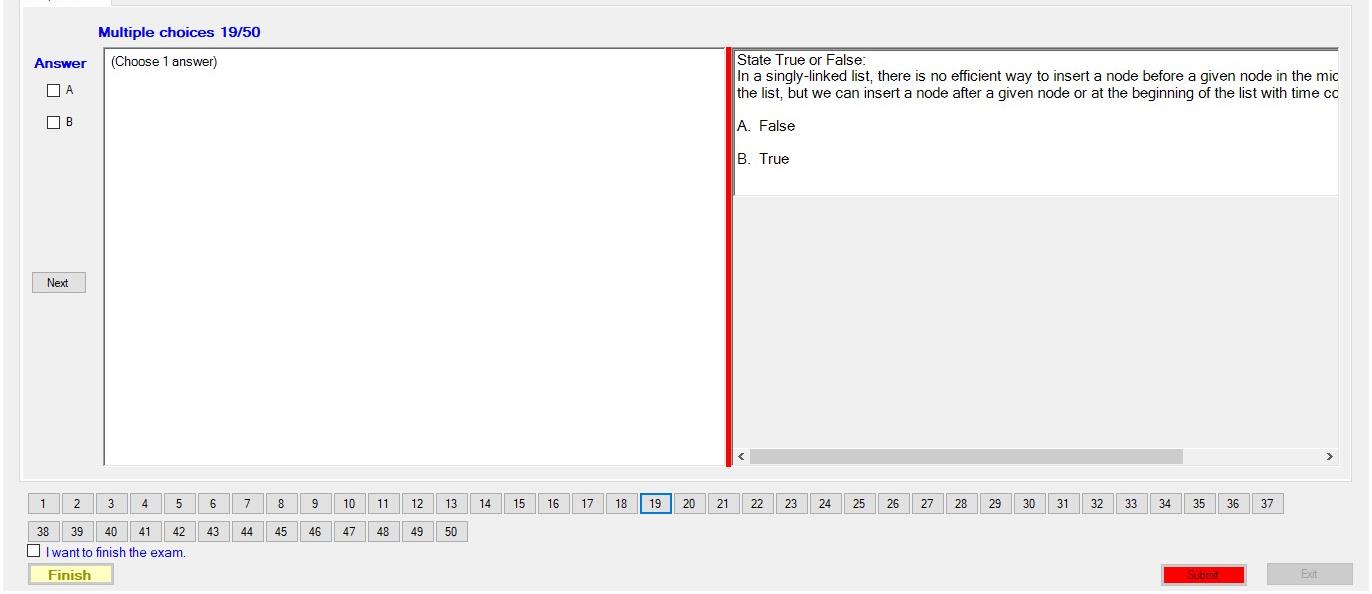 Multiple choices 19/50
Answer
A
B
Next
(Choose 1 answer)
State True or False:
In a singly-linked list, there is no efficient way to insert a node before a given node in the mic
the list, but we can insert a node after a given node or at the beginning of the list with time co
A. False
B. True
1 2 3 4 5 6 7 8 9 10 11 12 13 14 15 16 17 18 19 20 21 22 23 24 25 26 27 28 29 30 31 32 33 34 35 36 37
38 39 40 41 42 43 44 45 46 47 48 49 50
I want to finish the exam.
Finish
Submit
Exit